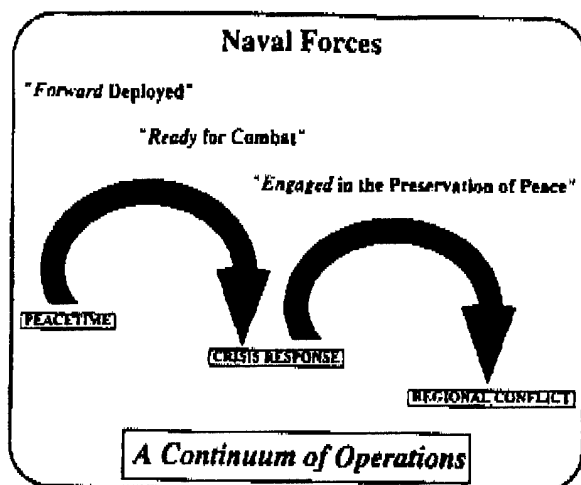 Naval Forces
"Forward Deployed"
"Ready for Combat"
"Engaged in the Preservation of Peace"
PEACETIME
CRISIS RESPONSE
REGIONAL CONFLICT
A Continuum of Operations